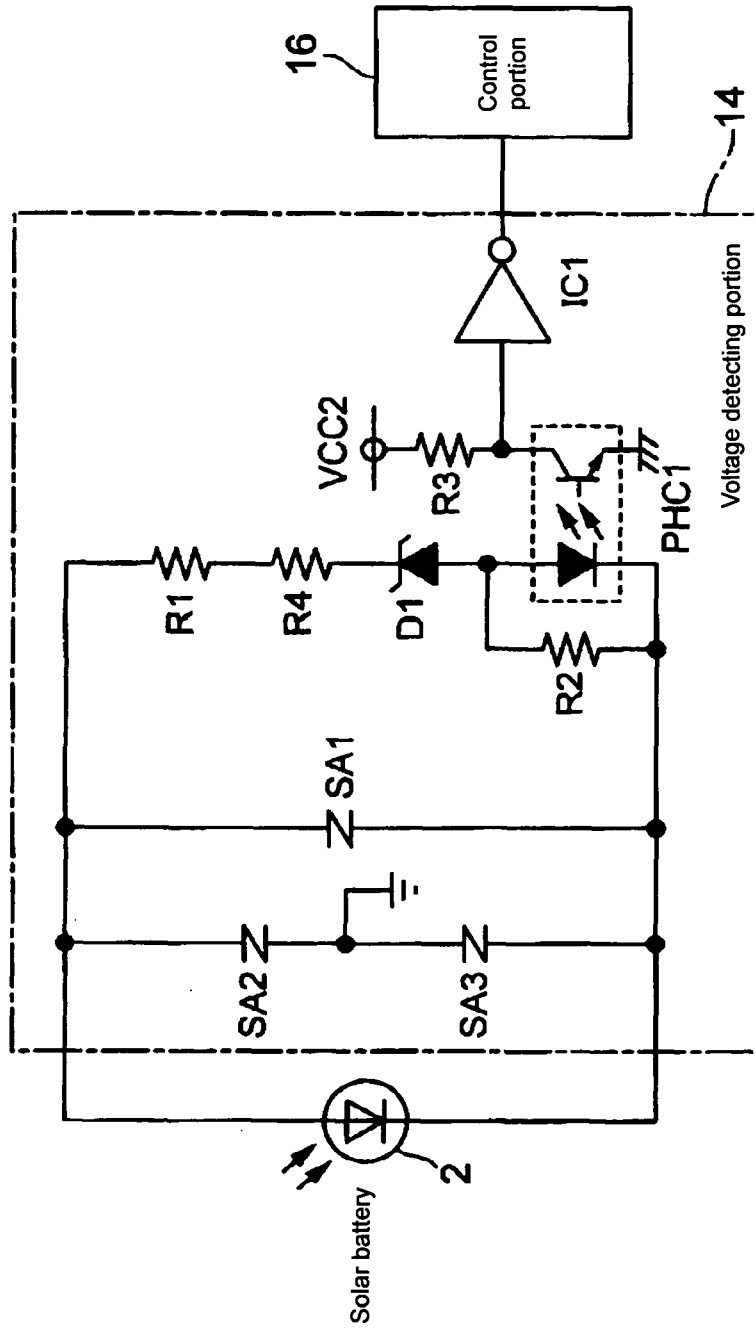 16
Control
portion
14
IC1
VCC2
R3
PHC1
Voltage detecting portion
R1
R4
D1
R2
SA1
SA2
SA3
2
Solar battery